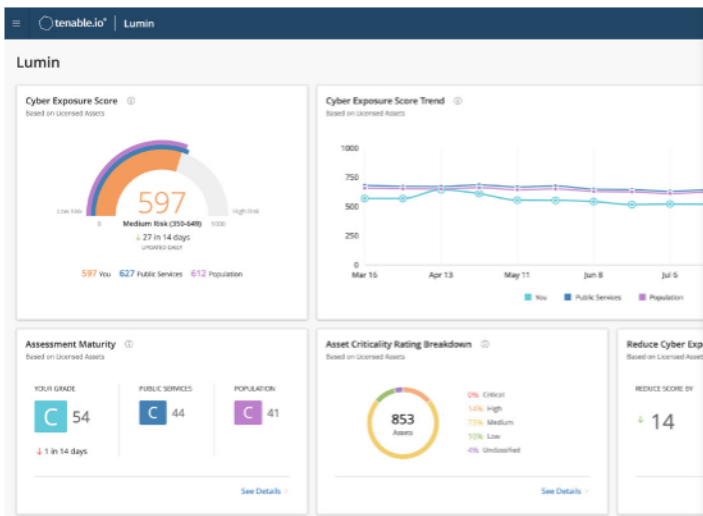 tenable.io® | Lumin
Lumin
Cyber Exposure Score
Based on Licensed Assets
597
Low Risk
High Risk
0
Medium Risk (350-649)
1000
↓ 27 in 14 days
UPDATED DAILY
597 You 627 Public Services 612 Population
Cyber Exposure Score Trend
Based on Licensed Assets
1000
750
500
250
0
Mar 16 Apr 13 May 11 Jun 8 Jul 6
You Public Services Population
Assessment Maturity
Based on Licensed Assets
YOUR GRADE
C 54
↓ 1 in 14 days
PUBLIC SERVICES
C 44
POPULATION
C 41
See Details >
Asset Criticality Rating Breakdown
Based on Licensed Assets
853
Assets
0% Critical
14% High
73% Medium
10% Low
4% Unclassified
See Details >
Reduce Cyber Exp
Based on Licensed Asset
REDUCE SCORE BY
↓ 14